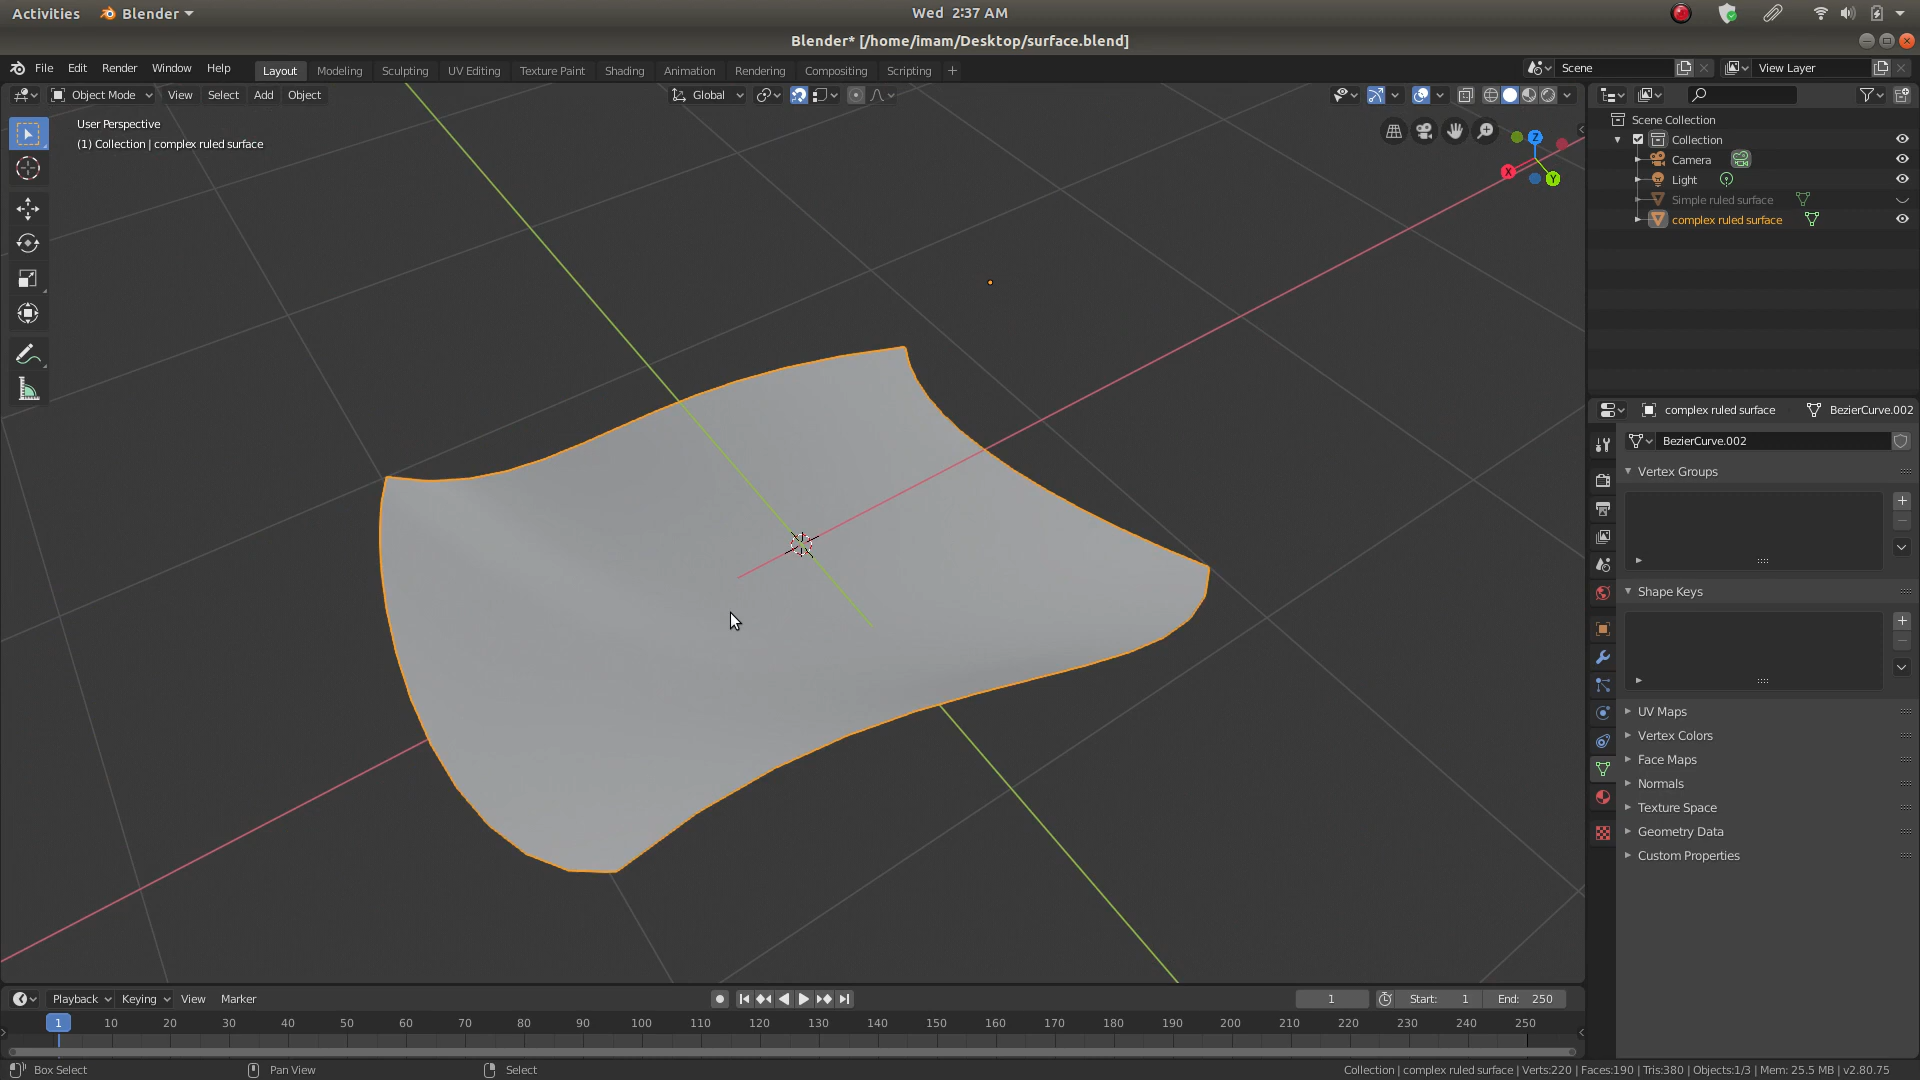 Activities Blender Wed 2:37 AM
Blender* [/home/imam/Desktop/surface.blend]
File Edit Render Window Help Layout Modeling Sculpting UV Editing Texture Paint Shading Animation Rendering Compositing Scripting + Scene View Layer
Object Mode View Select Add Object Global
User Perspective
(1) Collection | complex ruled surface
Z
X
Y
Scene Collection
Collection
Camera
Light
Simple ruled surface
complex ruled surface
complex ruled surface BezierCurve.002
BezierCurve.002
Vertex Groups
Shape Keys
UV Maps
Vertex Colors
Face Maps
Normals
Texture Space
Geometry Data
Custom Properties
Playback Keying View Marker 1 Start: 1 End: 250
1 10 20 30 40 50 60 70 80 90 100 110 120 130 140 150 160 170 180 190 200 210 220 230 240 250
Box Select Pan View Select Collection | complex ruled surface | Verts:220 | Faces:190 | Tris:380 | Objects:1/3 | Mem: 25.5 MB | v2.80.75